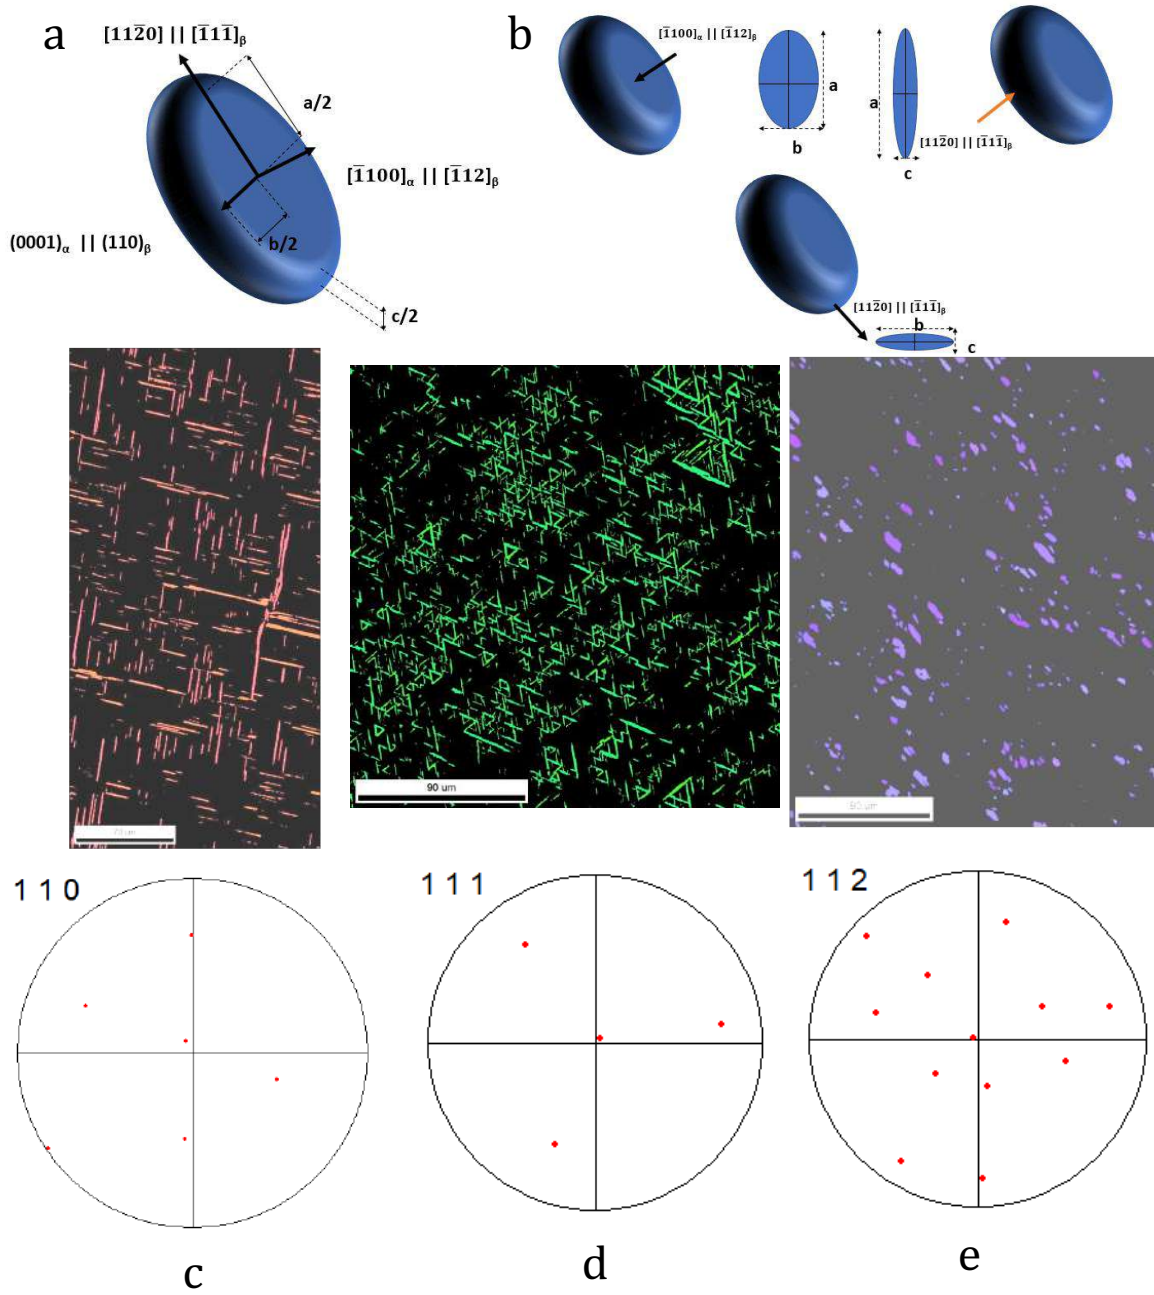 a
[112̅0] || [1̅11̅]β
a/2
[1̅100]α || [1̅12]β
(0001)α || (110)β
b/2
c/2
b
[1̅100]α || [1̅12]β
a
b
a
c
[112̅0] || [1̅11̅]β
[112̅0] || [1̅11̅]β
b
c
90 um
1 1 0
1 1 1
1 1 2
c
d
e